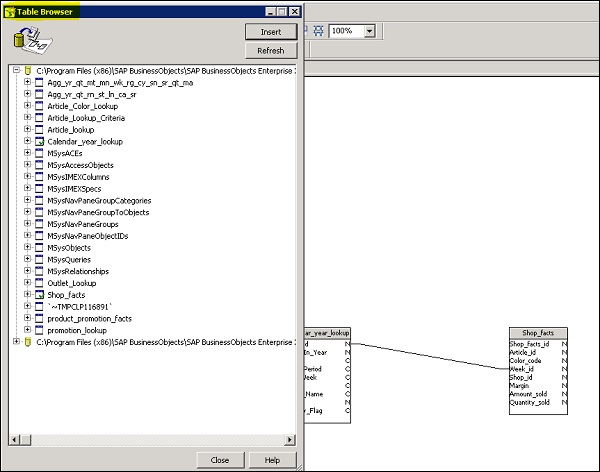 Table Browser
Insert
Refresh
100%
C:\Program Files (x86)\SAP BusinessObjects\SAP BusinessObjects Enterprise
Agg_yr_qt_mt_mn_wk_rg_cy_sn_sr_qt_ma
Agg_yr_qt_rn_st_ln_ca_sr
Article_Color_Lookup
Article_Lookup_Criteria
Article_lookup
Calendar_year_lookup
MSysACEs
MSysAccessObjects
MSysIMEXColumns
MSysIMEXSpecs
MSysNavPaneGroupCategories
MSysNavPaneGroupToObjects
MSysNavPaneGroups
MSysNavPaneObjectIDs
MSysObjects
MSysQueries
MSysRelationships
Outlet_Lookup
Shop_facts
`~TMPCLP116891`
product_promotion_facts
promotion_lookup
C:\Program Files (x86)\SAP BusinessObjects\SAP BusinessObjects Enterprise
Close
Help
ar_year_lookup
d N
In_Year N
C
Period C
Week C
C
_Name C
N
y_Flag C
Shop_facts
Shop_facts_id N
Article_id N
Color_code N
Week_id N
Shop_id N
Margin N
Amount_sold N
Quantity_sold N